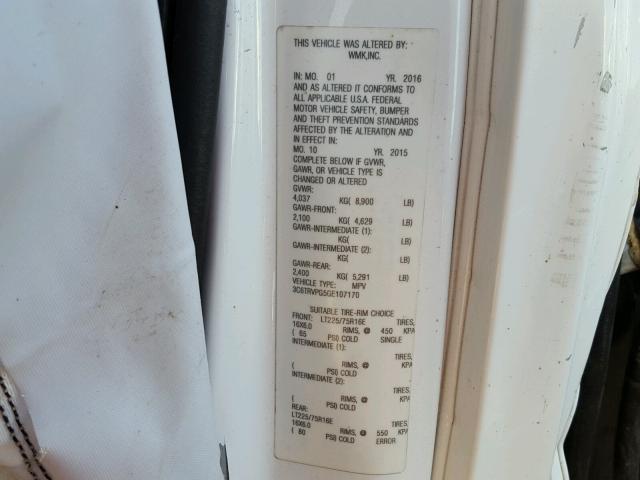 THIS VEHICLE WAS ALTERED BY:
WMK,INC.
IN: MO. 01 YR. 2016
AND AS ALTERED IT CONFORMS TO
ALL APPLICABLE U.S.A. FEDERAL
MOTOR VEHICLE SAFETY, BUMPER
AND THEFT PREVENTION STANDARDS
AFFECTED BY THE ALTERATION AND
IN EFFECT IN:
MO. 10 YR. 2015
COMPLETE BELOW IF GVWR,
GAWR, OR VEHICLE TYPE IS
CHANGED OR ALTERED
GVWR:
4,037 KG( 8,900 LB)
GAWR-FRONT:
2,100 KG( 4,629 LB)
GAWR-INTERMEDIATE (1):
KG( LB)
GAWR-INTERMEDIATE (2):
KG( LB)
GAWR-REAR:
2,400 KG( 5,291 LB)
VEHICLE TYPE: MPV
3C6TRVPG5GE107170
SUITABLE TIRE-RIM CHOICE
FRONT: LT225/75R16E TIRES,
16X6.0 RIMS, @ 450 KPA
( 65 PSI) COLD SINGLE
INTERMEDIATE (1):
TIRES,
RIMS, @ KPA
( PSI) COLD
INTERMEDIATE (2):
TIRES,
RIMS, @ KPA
( PSI) COLD
REAR:
LT225/75R16E TIRES,
16X6.0 RIMS, @ 550 KPA
( 80 PSI) COLD ERROR